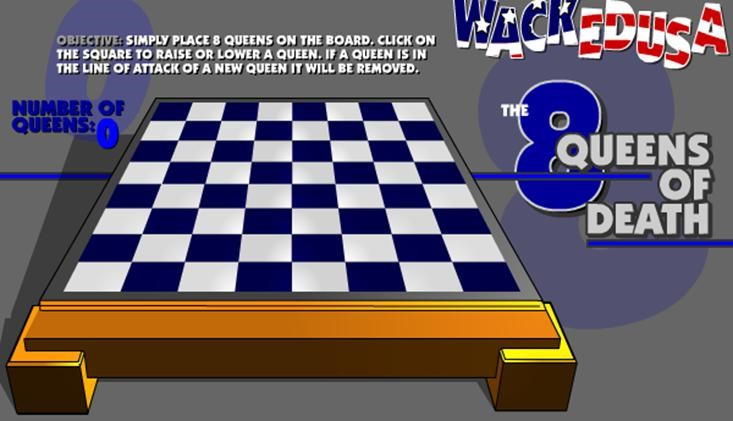 WACKEDUSA
OBJECTIVE: SIMPLY PLACE 8 QUEENS ON THE BOARD. CLICK ON
THE SQUARE TO RAISE OR LOWER A QUEEN. IF A QUEEN IS IN
THE LINE OF ATTACK OF A NEW QUEEN IT WILL BE REMOVED.
NUMBER OF
QUEENS:0
THE 8
QUEENS
OF
DEATH